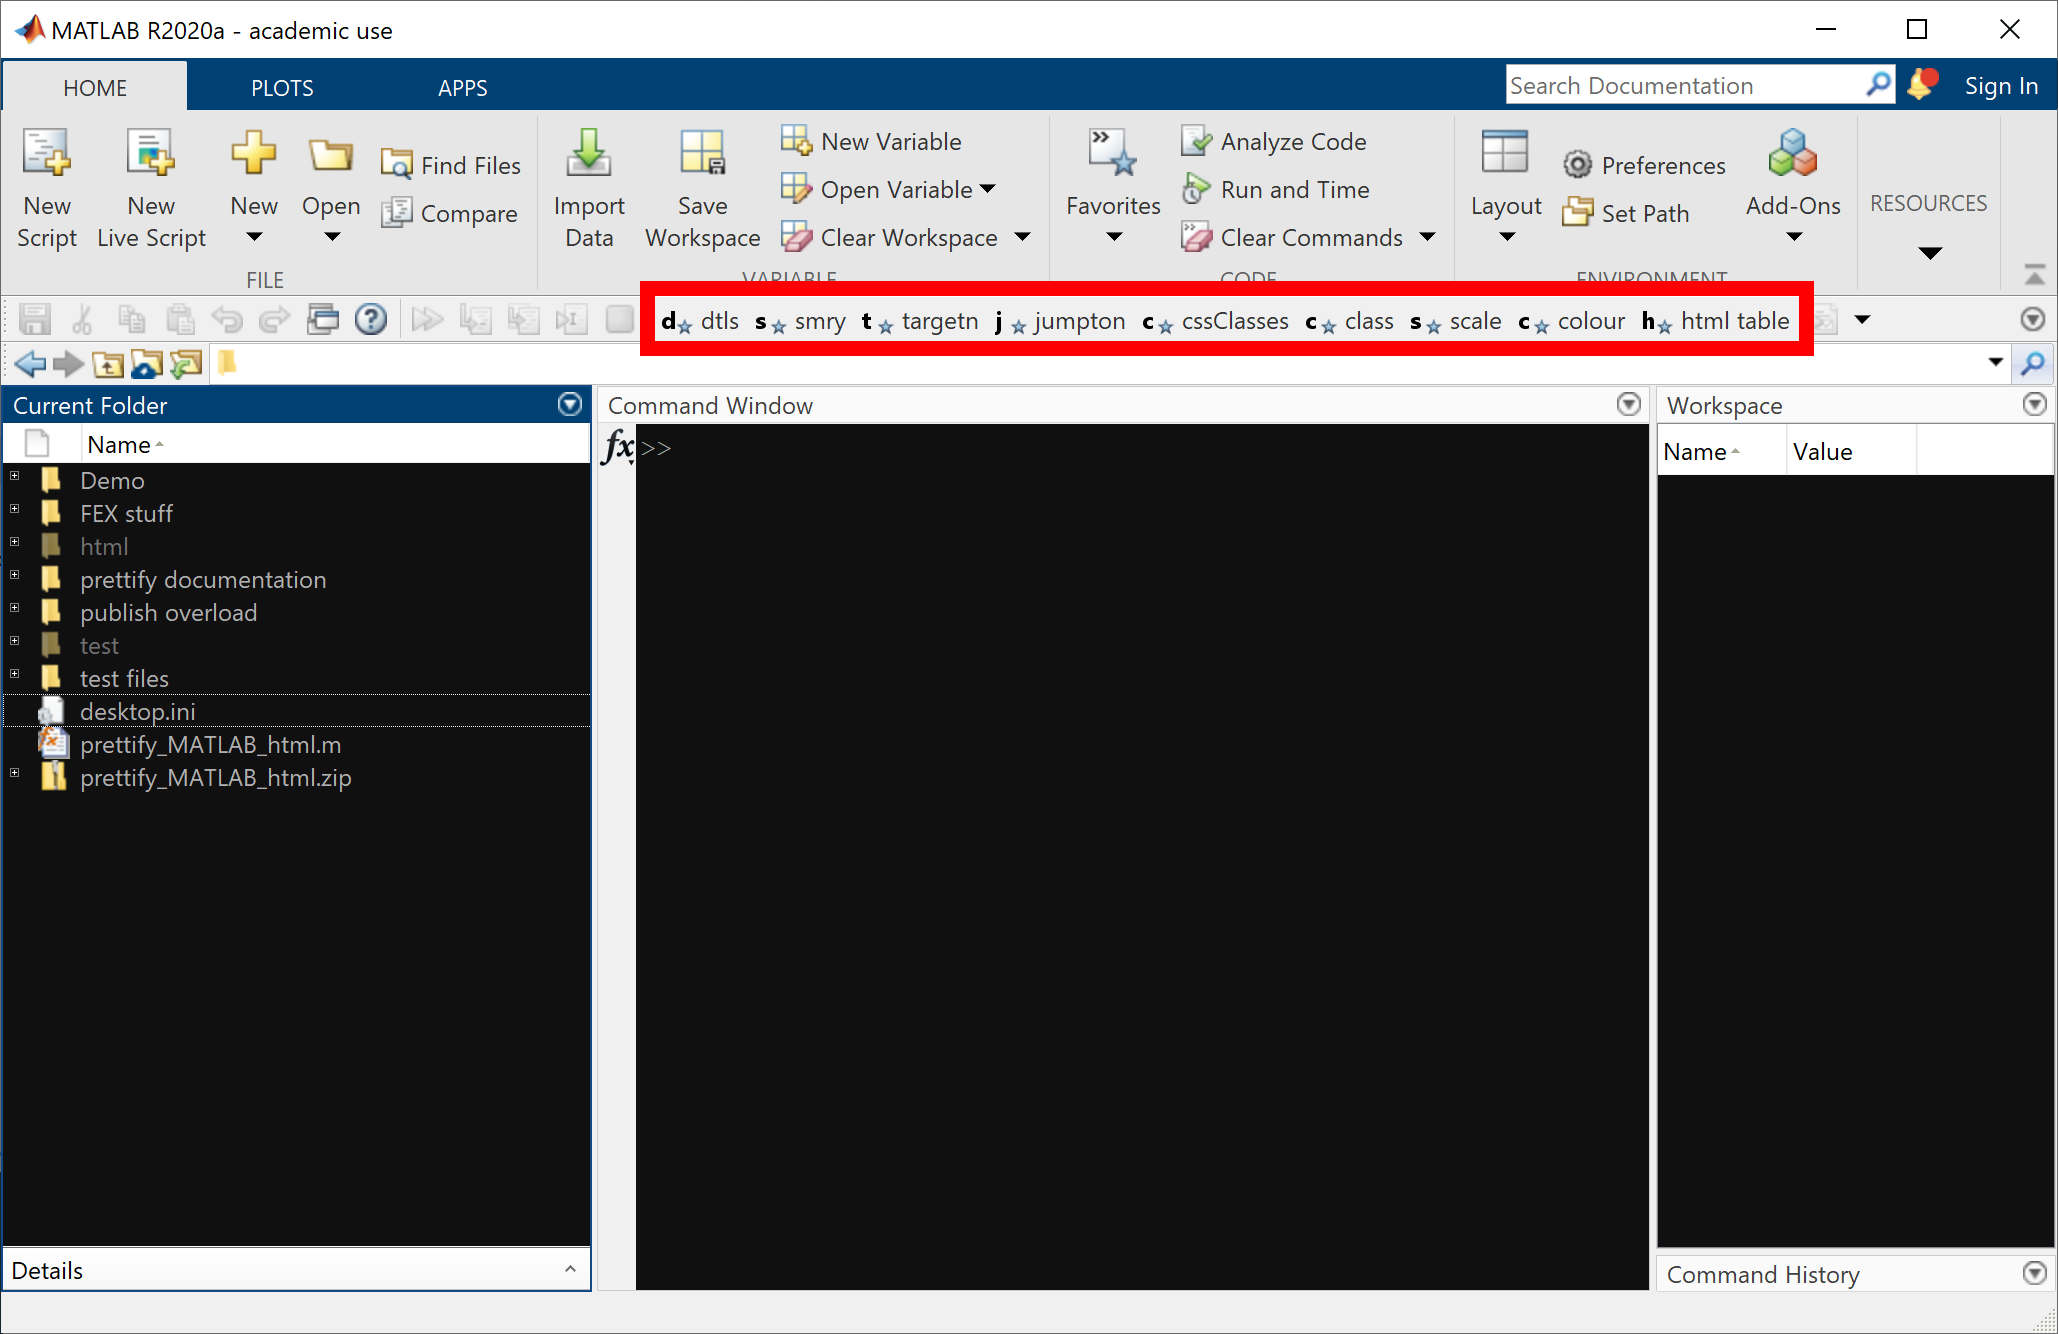 MATLAB R2020a - academic use
HOME PLOTS APPS Search Documentation Sign In
New Script
New Live Script
New
Open
Find Files
Compare
FILE
Import Data
Save Workspace
New Variable
Open Variable
Clear Workspace
VARIABLE
Favorites
Analyze Code
Run and Time
Clear Commands
CODE
Layout
Preferences
Set Path
Add-Ons
ENVIRONMENT
RESOURCES
d dtls s smry t targetn j jumpton c cssClasses c class s scale c colour h html table
Current Folder
Name
Demo
FEX stuff
html
prettify documentation
publish overload
test
test files
desktop.ini
prettify_MATLAB_html.m
prettify_MATLAB_html.zip
Details
Command Window
fx >>
Workspace
Name Value
Command History